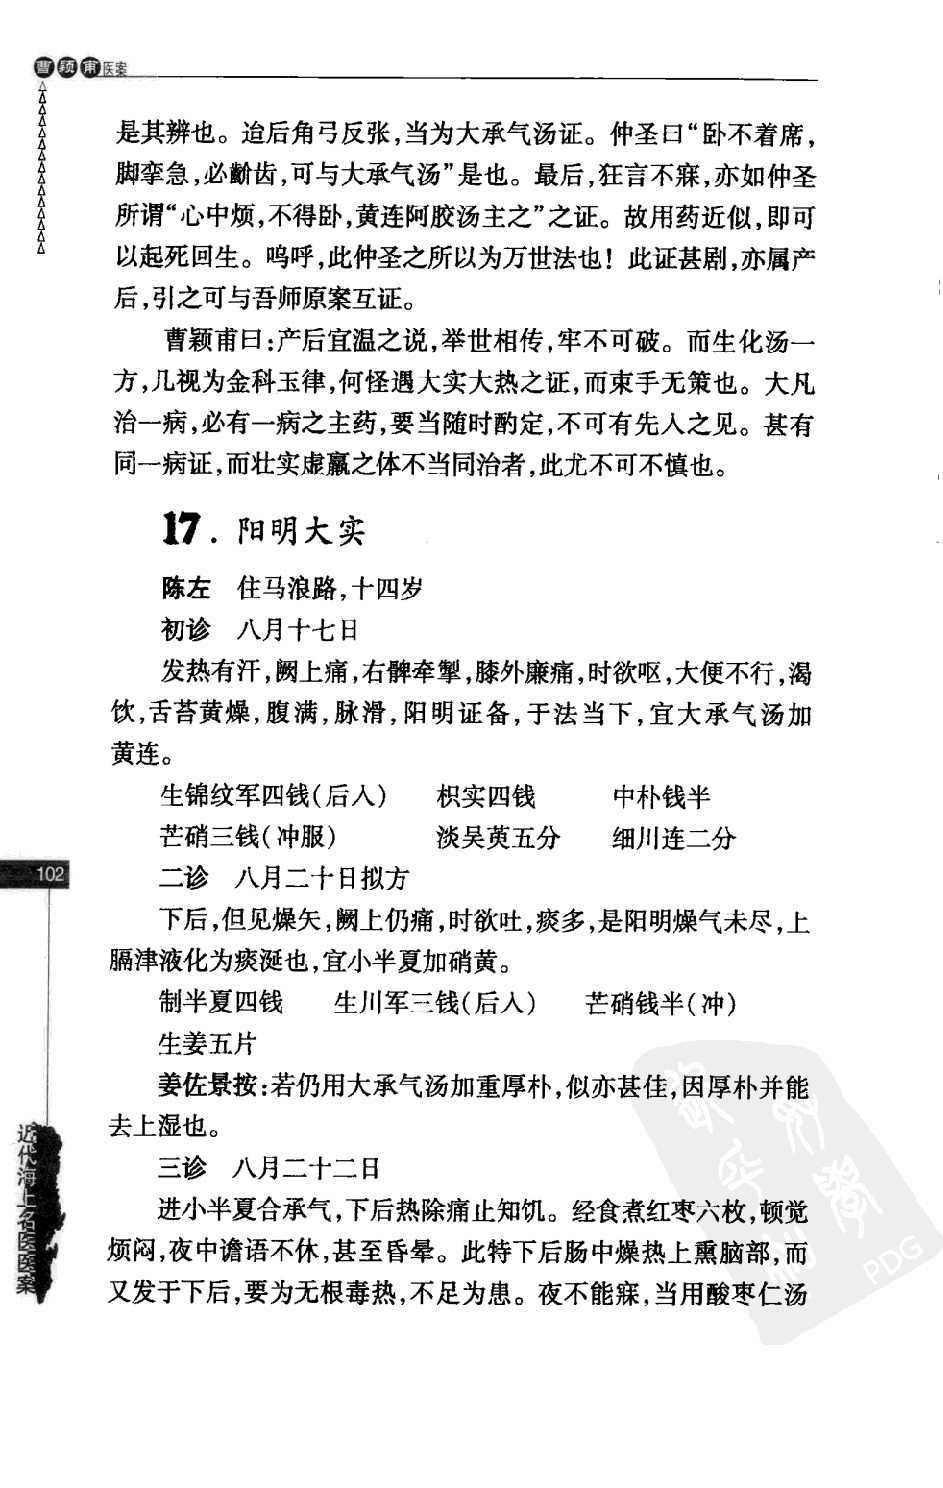 曹颖甫医案
是其辨也。迨后角弓反张,当为大承气汤证。仲圣曰“卧不着席,
脚挛急,必齘齿,可与大承气汤”是也。最后,狂言不寐,亦如仲圣
所谓“心中烦,不得卧,黄连阿胶汤主之”之证。故用药近似,即可
以起死回生。呜呼,此仲圣之所以为万世法也!此证甚剧,亦属产
后,引之可与吾师原案互证。
曹颖甫曰:产后宜温之说,举世相传,牢不可破。而生化汤一
方,几视为金科玉律,何怪遇大实大热之证,而束手无策也。大凡
治一病,必有一病之主药,要当随时酌定,不可有先人之见。甚有
同一病证,而壮实虚羸之体不当同治者,此尤不可不慎也。
17.阳明大实
陈左 住马浪路,十四岁
初诊 八月十七日
发热有汗,阙上痛,右髀牵掣,膝外廉痛,时欲呕,大便不行,渴
饮,舌苔黄燥,腹满,脉滑,阳明证备,于法当下,宜大承气汤加
黄连。
生锦纹军四钱(后入) 枳实四钱 中朴钱半
芒硝三钱(冲服) 淡吴萸五分 细川连二分
二诊 八月二十日拟方
下后,但见燥矢,阙上仍痛,时欲吐,痰多,是阳明燥气未尽,上
膈津液化为痰涎也,宜小半夏加硝黄。
制半夏四钱 生川军三钱(后入) 芒硝钱半(冲)
生姜五片
姜佐景按:若仍用大承气汤加重厚朴,似亦甚佳,因厚朴并能
去上湿也。
三诊 八月二十二日
进小半夏合承气,下后热除痛止知饥。经食煮红枣六枚,顿觉
烦闷,夜中谵语不休,甚至昏晕。此特下后肠中燥热上熏脑部,而
又发于下后,要为无根毒热,不足为患。夜不能寐,当用酸枣仁汤
102
近代海上名医医案
PDG